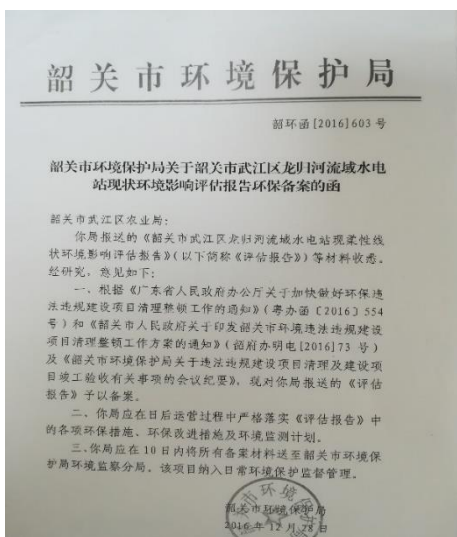 韶关市环境保护局
韶环函[2016]603号
韶关市环境保护局关于韶关市武江区龙归河流域水电
站现状环境影响评估报告环保备案的函
韶关市武江区农业局：
你局报送的《韶关市武江区龙归河流域水电站现柔性线
状环境影响评估报告》（以下简称《评估报告》）等材料收悉。
经研究，意见如下：
一、根据《广东省人民政府办公厅关于加快做好环保违
法违规建设项目清理整顿工作的通知》（粤办函〔2016〕554
号）和《韶关市人民政府关于印发韶关市环境违法违规建设
项目清理整顿工作方案的通知》（韶府办明电[2016]73 号）
及《韶关市环境保护局关于违法违规建设项目清理及建设项
目竣工验收有关事项的会议纪要》，现对你局报送的《评估
报告》予以备案。
二、你局应在日后运营过程中严格落实《评估报告》中
的各项环保措施、环保改进措施及环境监测计划。
三、你局应在 10 日内将所有备案材料送至韶关市环境保
护局环境监察分局。该项目纳入日常环境保护监督管理。
韶关市环境保护局
2016 年 12 月 28 日